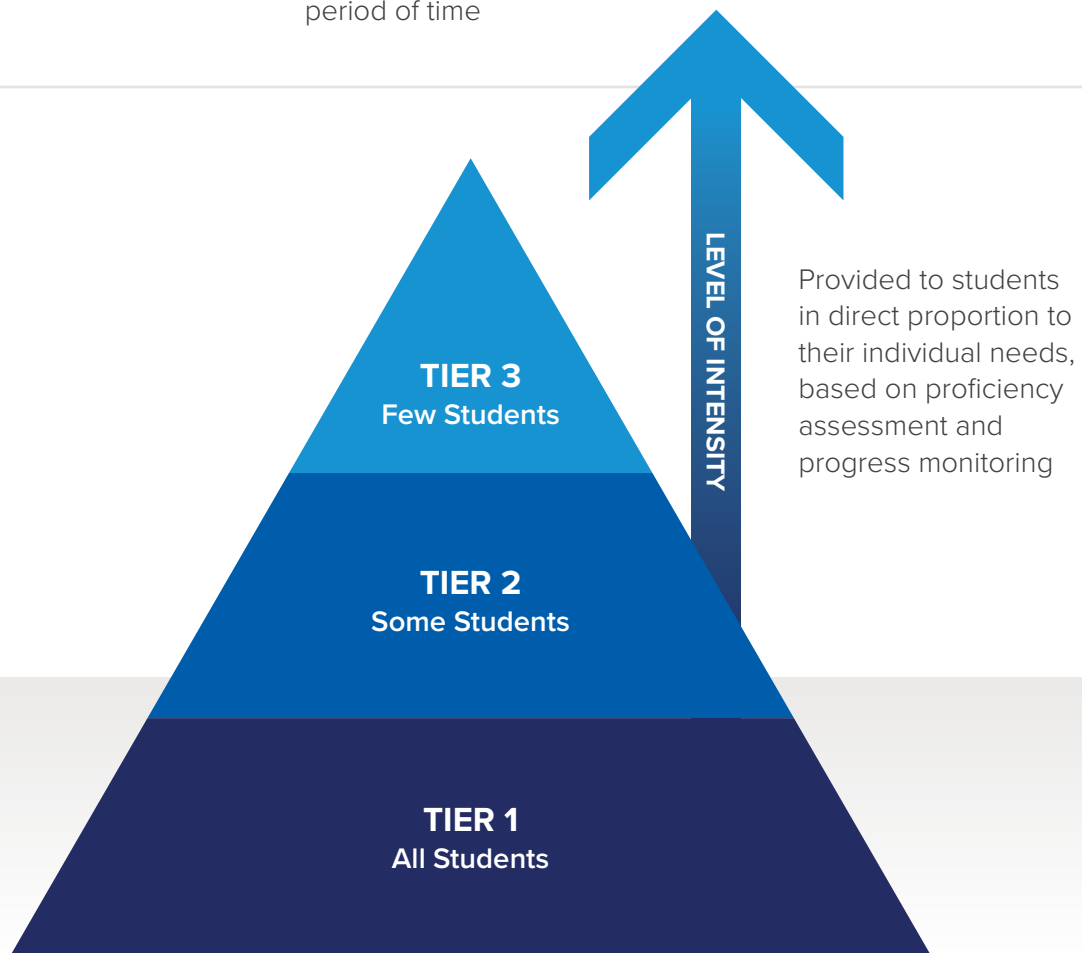 period of time
TIER 3
Few Students
TIER 2
Some Students
TIER 1
All Students
LEVEL OF INTENSITY
Provided to students
in direct proportion to
their individual needs,
based on proficiency
assessment and
progress monitoring